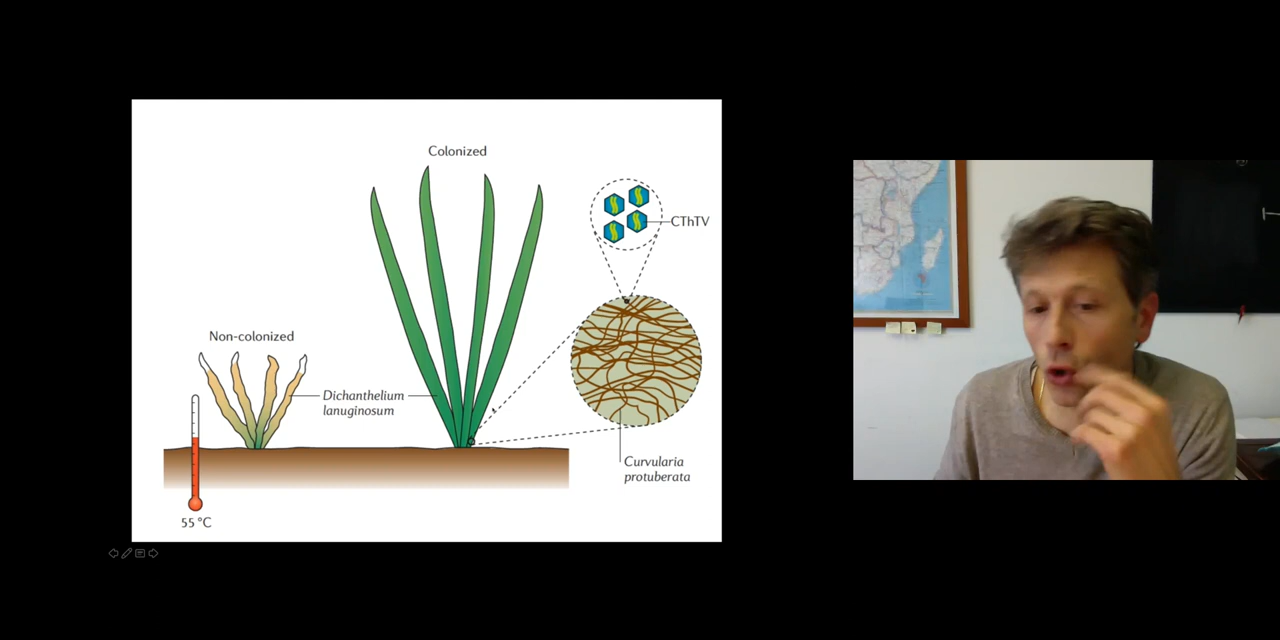 Colonized
CThTV
Non-colonized
Dichanthelium
lanuginosum
Curvularia
protuberata
55 °C